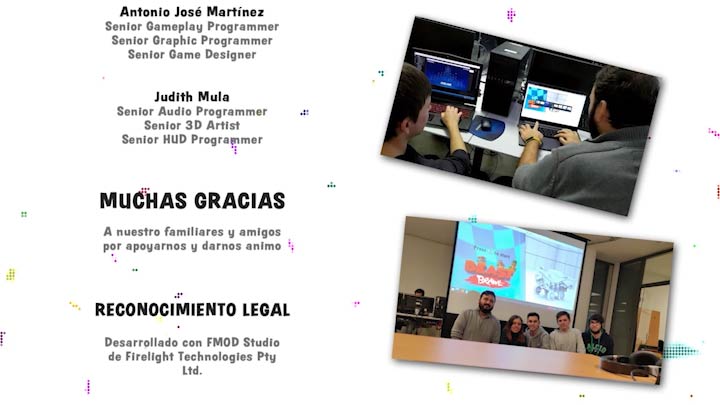 Antonio José Martínez
Senior Gameplay Programmer
Senior Graphic Programmer
Senior Game Designer
Judith Mula
Senior Audio Programmer
Senior 3D Artist
Senior HUD Programmer
MUCHAS GRACIAS
A nuestro familiares y amigos
por apoyarnos y darnos animo
RECONOCIMIENTO LEGAL
Desarrollado con FMOD Studio
de Firelight Technologies Pty
Ltd.
BEAST
BRAWL